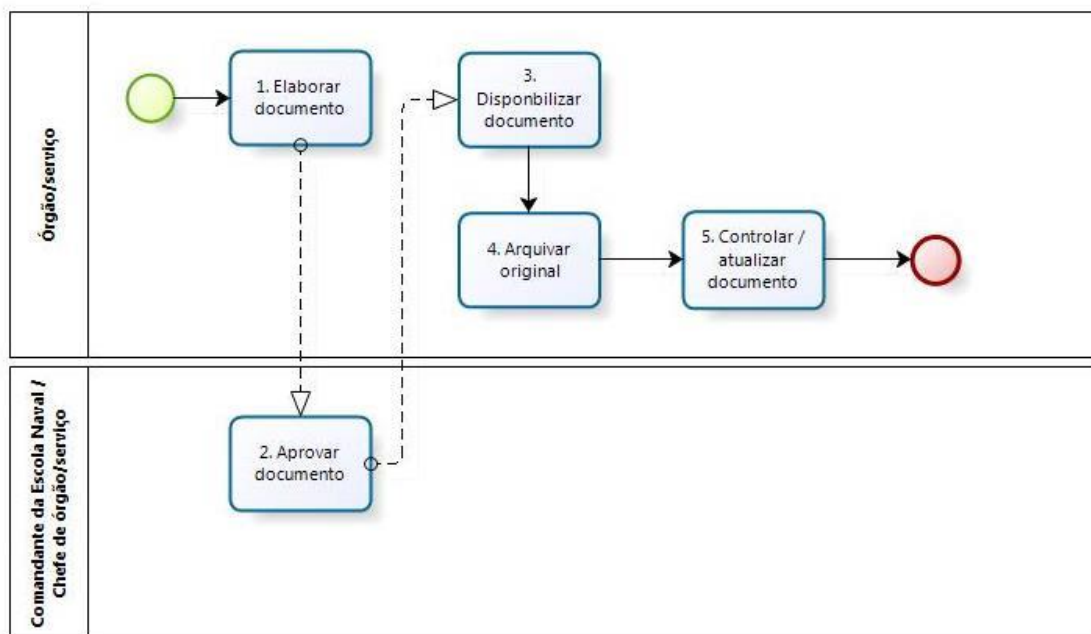 Órgão/serviço
1. Elaborar
documento
3.
Disponbilizar
documento
4. Arquivar
original
5. Controlar /
atualizar
documento
Comandante da Escola Naval /
Chefe de órgão/serviço
2. Aprovar
documento